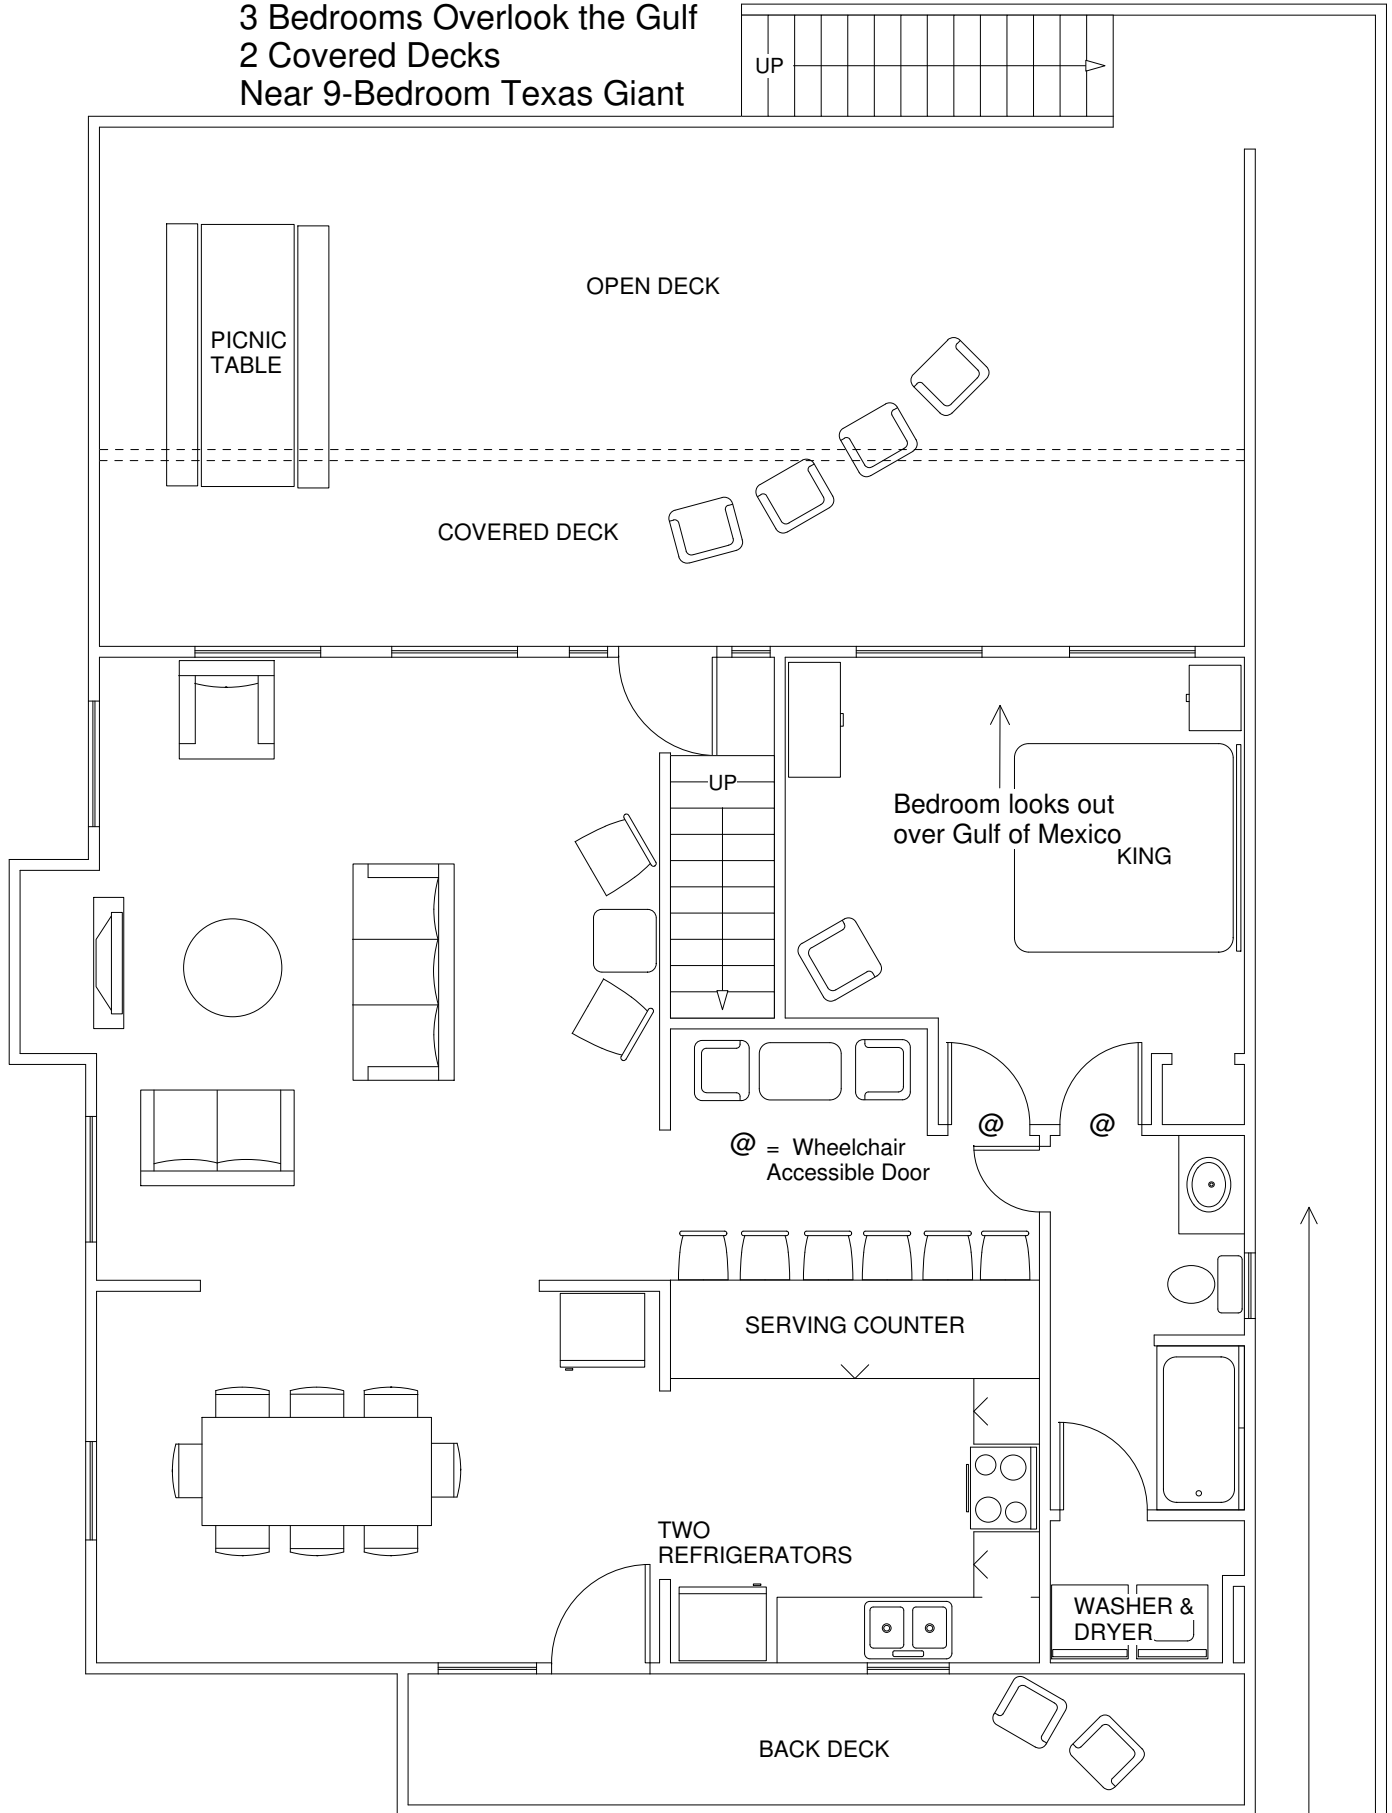 3 Bedrooms Overlook the Gulf
2 Covered Decks
Near 9-Bedroom Texas Giant
UP
OPEN DECK
PICNIC
TABLE
COVERED DECK
UP
Bedroom looks out
over Gulf of Mexico
KING
@
@
@ = Wheelchair
Accessible Door
SERVING COUNTER
TWO
REFRIGERATORS
WASHER &
DRYER
BACK DECK